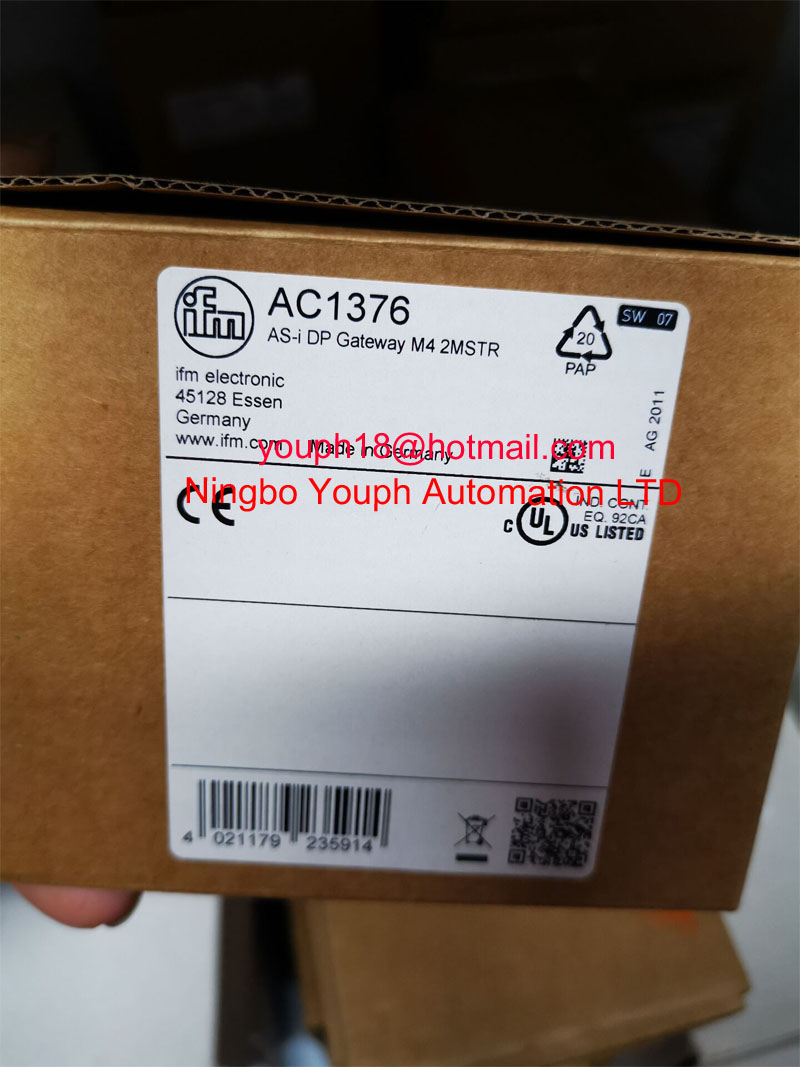 ifm
AC1376
AS-i DP Gateway M4 2MSTR
20
PAP
SW 07
ifm electronic
45128 Essen
Germany
www.ifm.com
Made in Germany
E AG 2011
youph18@hotmail.com
Ningbo Youph Automation LTD
CE
C UL US LISTED
IND. CONT.
EQ. 92CA
4 021179 235914